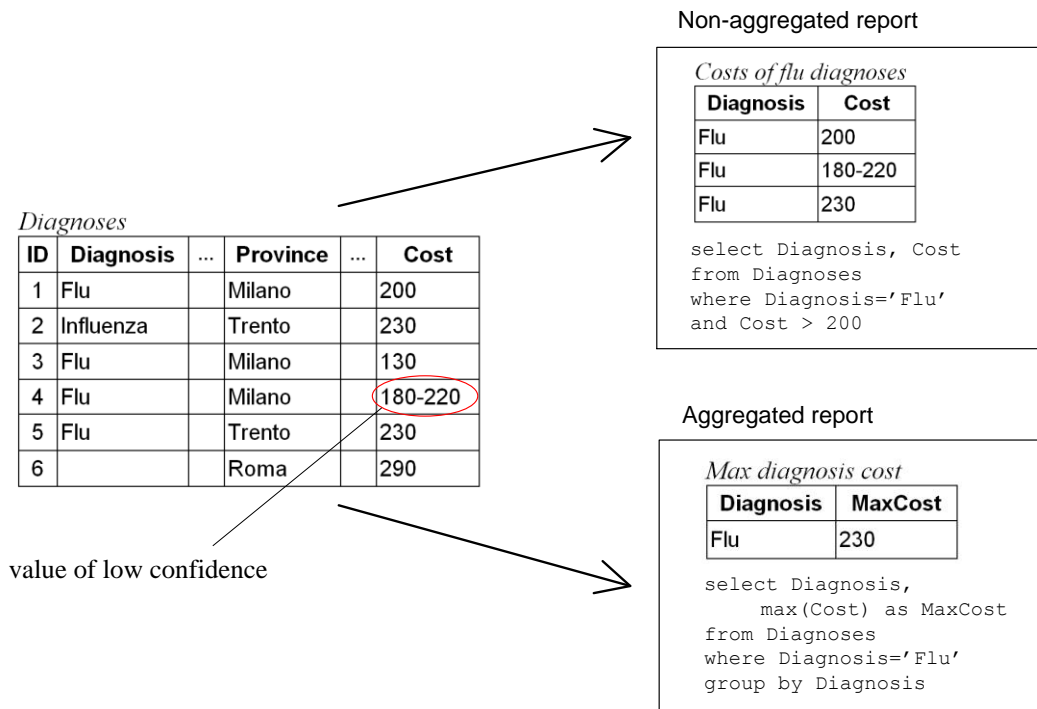 Non-aggregated report
Costs of flu diagnoses
Diagnosis Cost
Flu 200
Flu 180-220
Flu 230
select Diagnosis, Cost
from Diagnoses
where Diagnosis=’Flu’
and Cost > 200
Diagnoses
ID Diagnosis ... Province ... Cost
1 Flu Milano 200
2 Influenza Trento 230
3 Flu Milano 130
4 Flu Milano 180-220
5 Flu Trento 230
6 Roma 290
value of low confidence
Aggregated report
Max diagnosis cost
Diagnosis MaxCost
Flu 230
select Diagnosis,
max(Cost) as MaxCost
from Diagnoses
where Diagnosis=’Flu’
group by Diagnosis